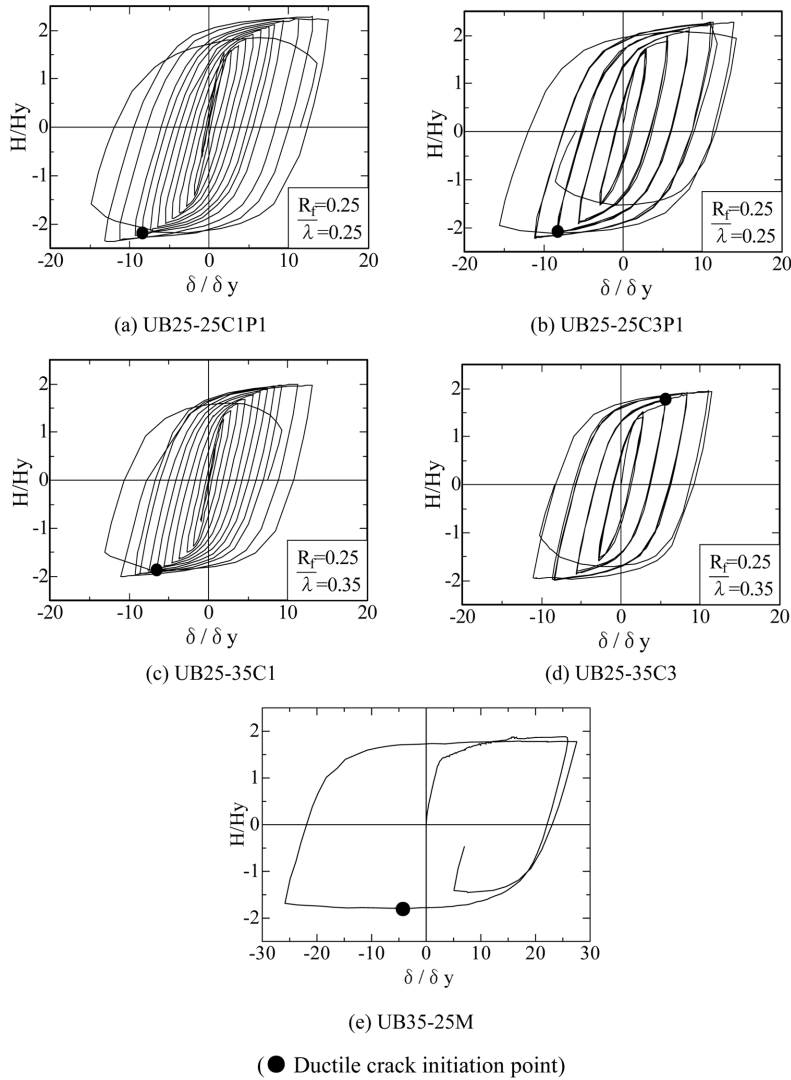 H/Hy
2
1
0
-1
-2
-20 -10 0 10 20
δ / δ y
R_f=0.25
λ̅=0.25
(a) UB25-25C1P1
H/Hy
2
1
0
-1
-2
-20 -10 0 10 20
δ / δ y
R_f=0.25
λ̅=0.25
(b) UB25-25C3P1
H/Hy
2
1
0
-1
-2
-20 -10 0 10 20
δ / δ y
R_f=0.25
λ̅=0.35
(c) UB25-35C1
H/Hy
2
1
0
-1
-2
-20 -10 0 10 20
δ / δ y
R_f=0.25
λ̅=0.35
(d) UB25-35C3
H/Hy
2
1
0
-1
-2
-30 -20 -10 0 10 20 30
δ / δ y
(e) UB35-25M
(● Ductile crack initiation point)